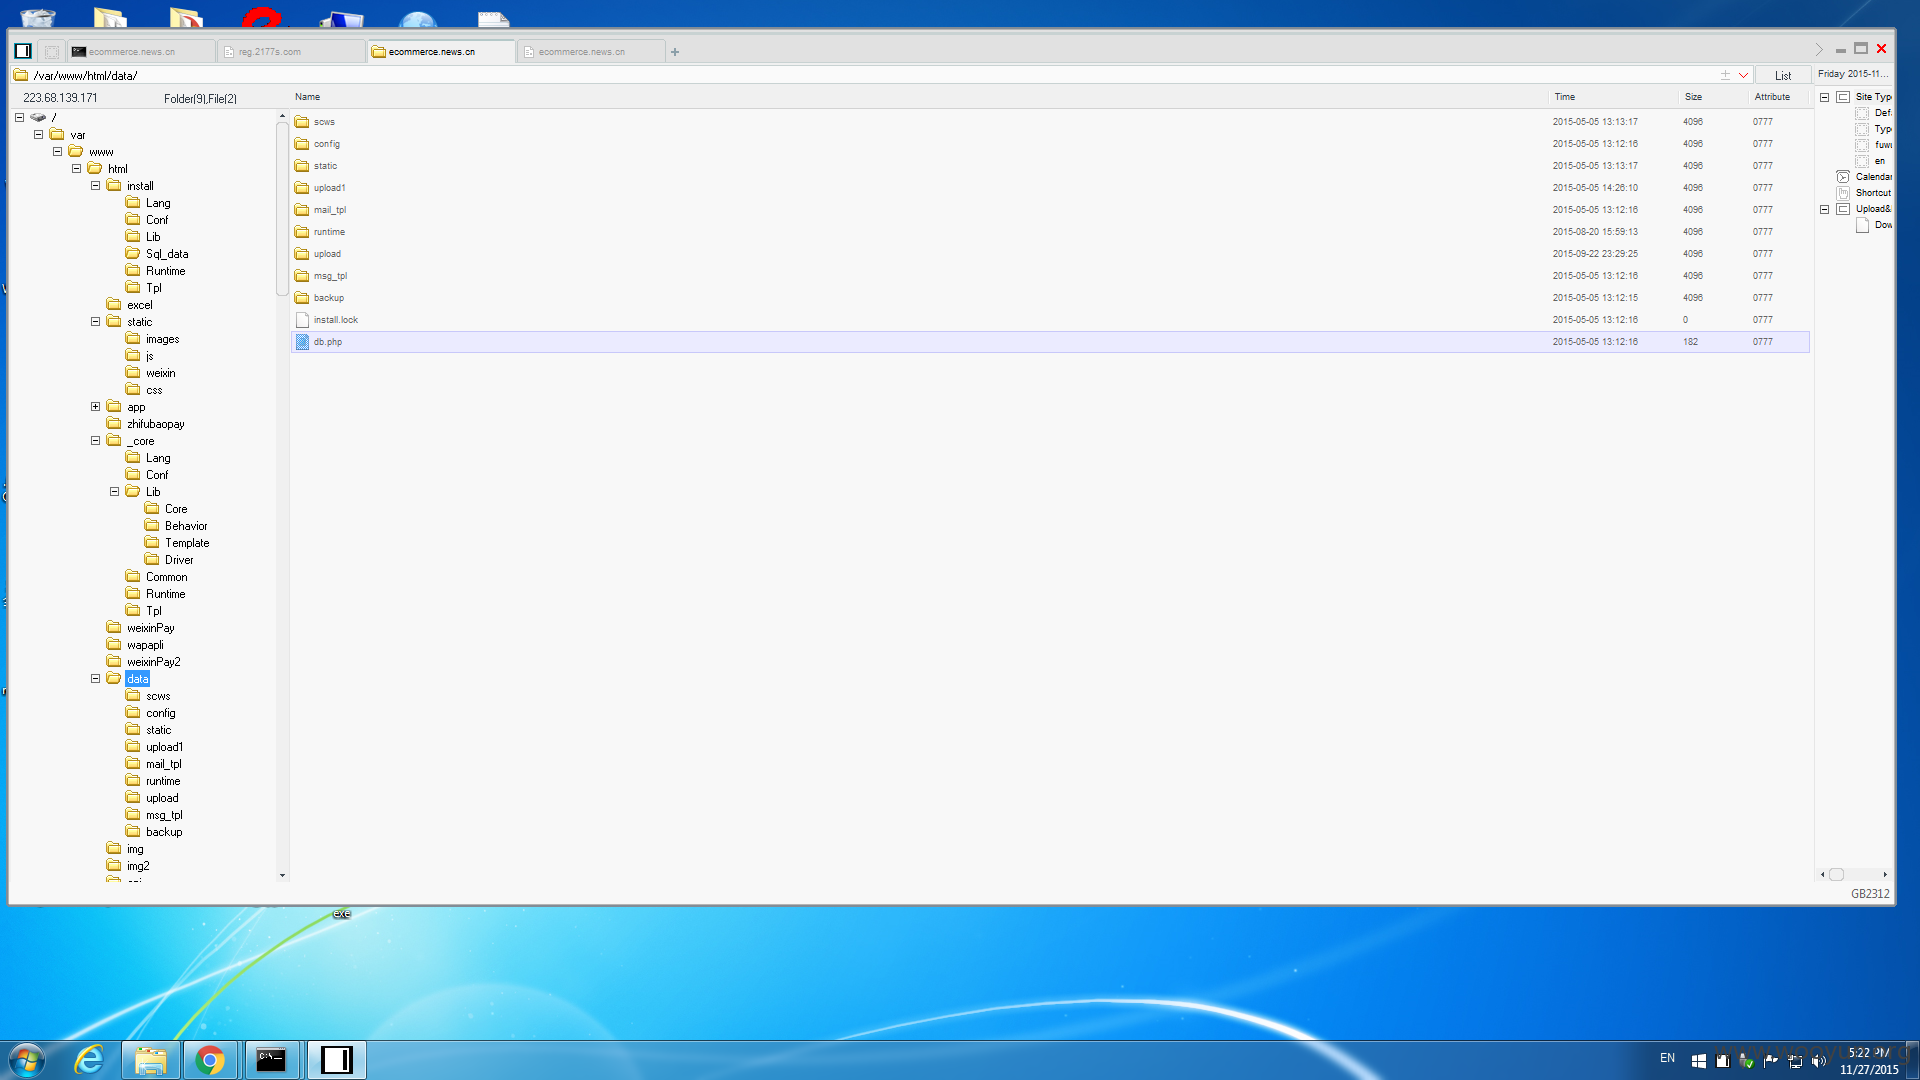 ecommerce.news.cn
reg.2177s.com
ecommerce.news.cn
ecommerce.news.cn
/var/www/html/data/
List
Friday 2015-11...
223.68.139.171
Folder(9),File(2)
Name
Time
Size
Attribute
/
var
www
html
install
Lang
Conf
Lib
Sql_data
Runtime
Tpl
excel
static
images
js
weixin
css
app
zhifubaopay
_core
Lang
Conf
Lib
Core
Behavior
Template
Driver
Common
Runtime
Tpl
weixinPay
wapapli
weixinPay2
data
scws
config
static
upload1
mail_tpl
runtime
upload
msg_tpl
backup
img
img2
scws 2015-05-05 13:13:17 4096 0777
config 2015-05-05 13:12:16 4096 0777
static 2015-05-05 13:13:17 4096 0777
upload1 2015-05-05 14:26:10 4096 0777
mail_tpl 2015-05-05 13:12:16 4096 0777
runtime 2015-08-20 15:59:13 4096 0777
upload 2015-09-22 23:29:25 4096 0777
msg_tpl 2015-05-05 13:12:16 4096 0777
backup 2015-05-05 13:12:15 4096 0777
install.lock 2015-05-05 13:12:16 0 0777
db.php 2015-05-05 13:12:16 182 0777
Site Typ
Def
Typ
fuw
en
Calendar
Shortcut
Upload&
Dow
GB2312
exe
EN
5:22 PM
11/27/2015